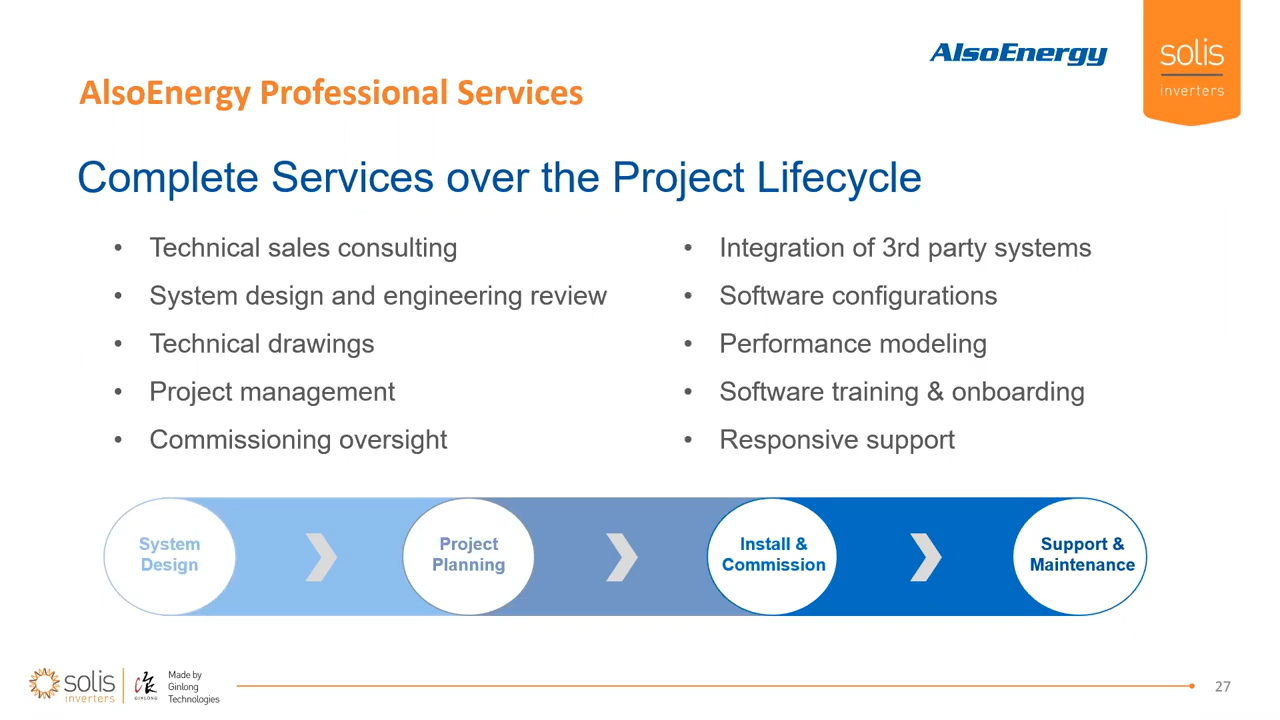 AlsoEnergy
solis
inverters
AlsoEnergy Professional Services
Complete Services over the Project Lifecycle
• Technical sales consulting
• System design and engineering review
• Technical drawings
• Project management
• Commissioning oversight
• Integration of 3rd party systems
• Software configurations
• Performance modeling
• Software training & onboarding
• Responsive support
System
Design
Project
Planning
Install &
Commission
Support &
Maintenance
solis
inverters
GINLONG
Made by
Ginlong
Technologies
27